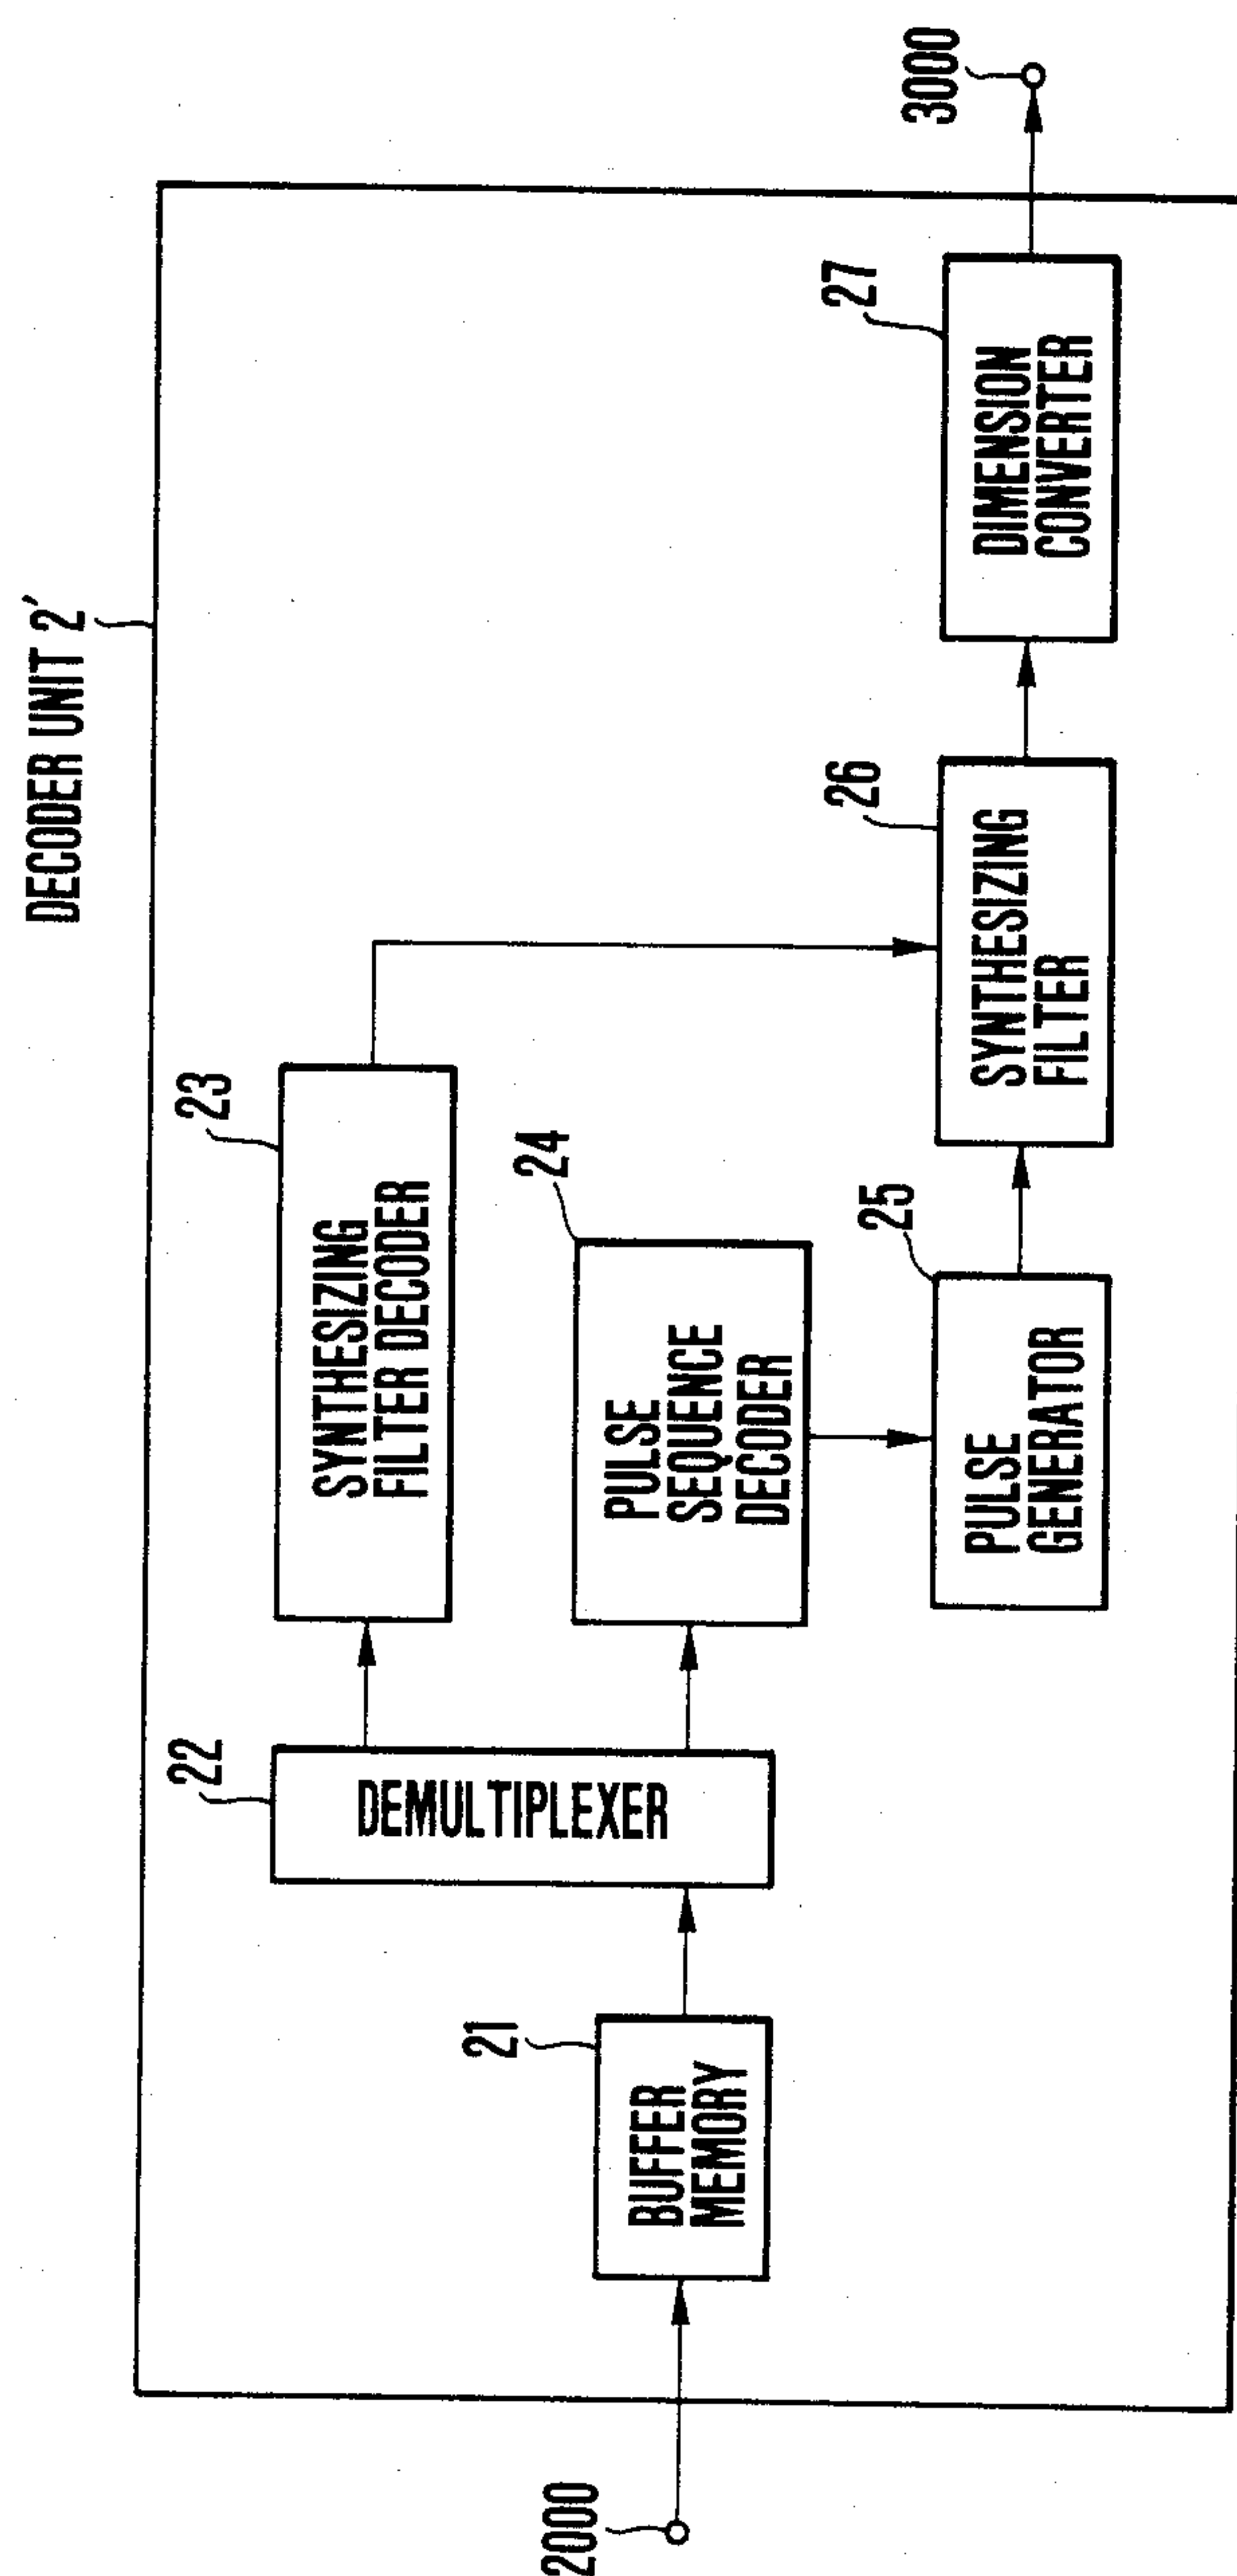 DECODER UNIT 2'
2000
21
BUFFER
MEMORY
22
DEMULTIPLEXER
23
SYNTHESIZING
FILTER DECODER
24
PULSE
SEQUENCE
DECODER
25
PULSE
GENERATOR
26
SYNTHESIZING
FILTER
27
DIMENSION
CONVERTER
3000